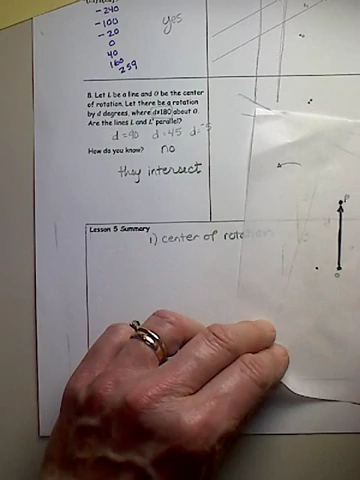 -240
-100
-20
0
40
160
259
yes
8. Let L be a line and O be the center
of rotation. Let there be a rotation
by d degrees, where d≠180 about O.
Are the lines L and L' parallel?
d=90 d=45 d=-5
How do you know? no
they intersect
Lesson 5 Summary
1) center of rotation
P
O